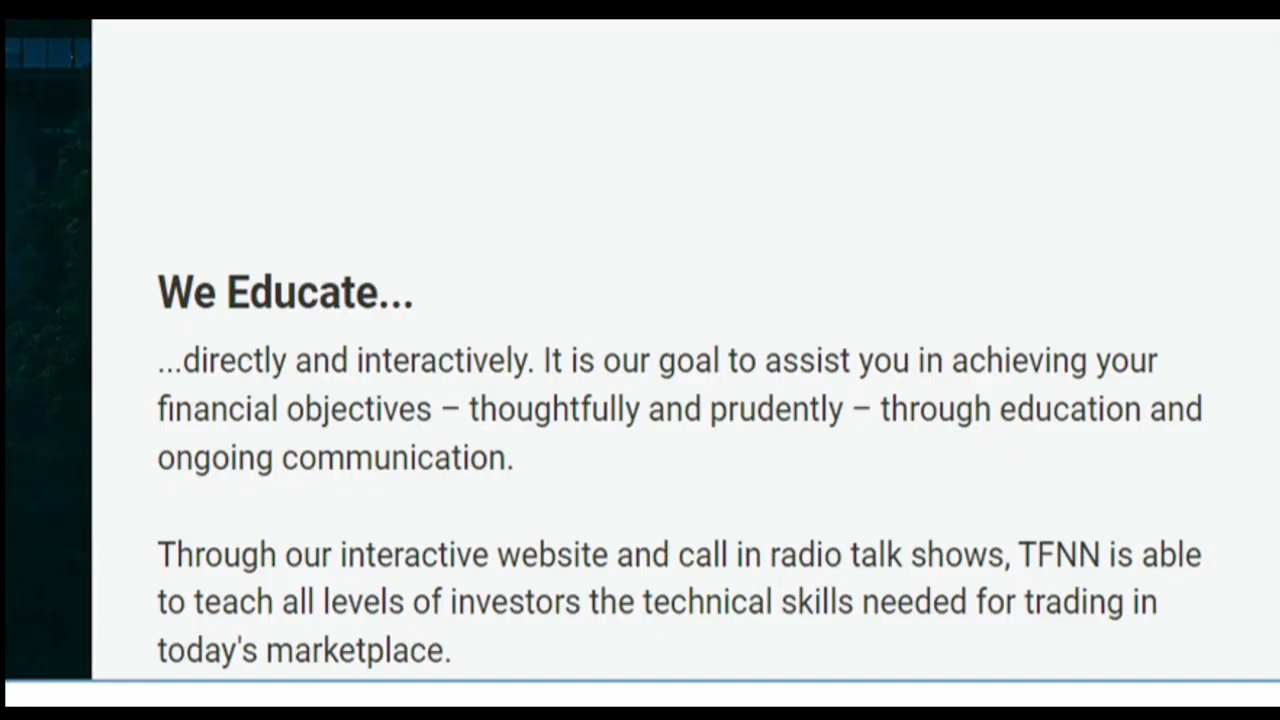 We Educate...
...directly and interactively. It is our goal to assist you in achieving your
financial objectives – thoughtfully and prudently – through education and
ongoing communication.
Through our interactive website and call in radio talk shows, TFNN is able
to teach all levels of investors the technical skills needed for trading in
today's marketplace.